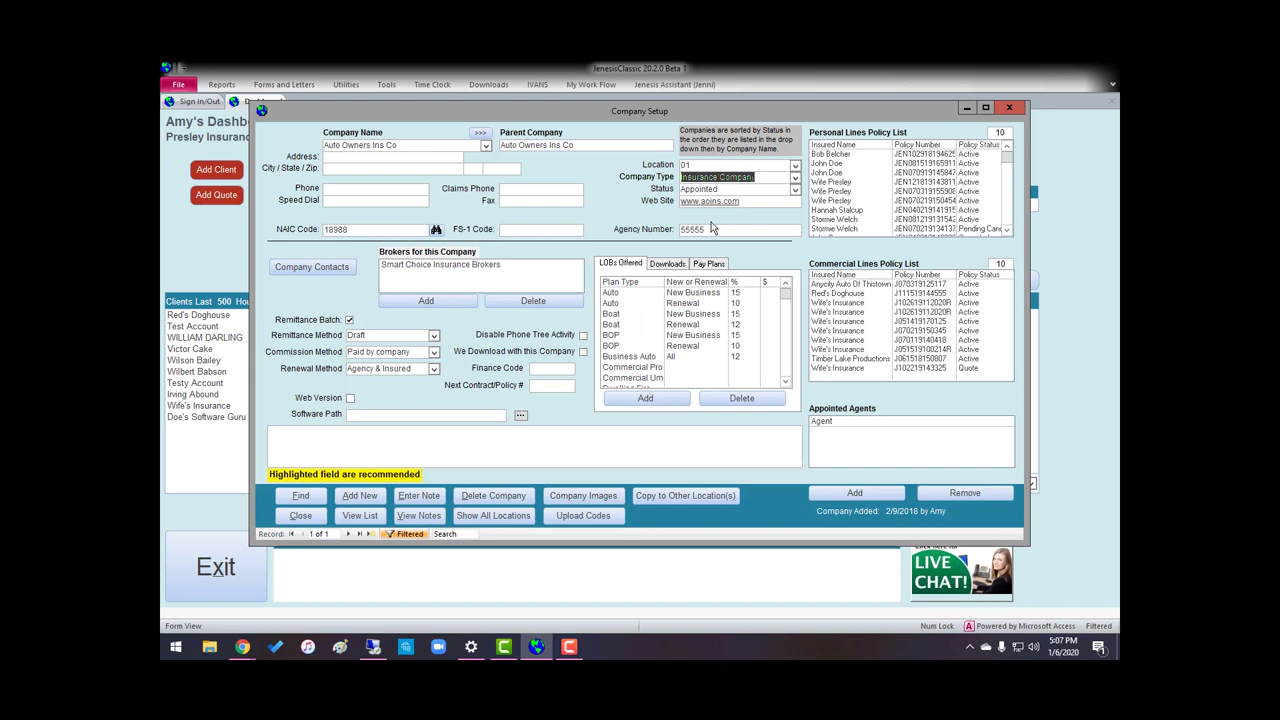 JenesisClassic 20.2.0 Beta 1
File Reports Forms and Letters Utilities Tools Time Clock Downloads IVANS My Work Flow Jenesis Assistant (Jenni)
Sign In/Out
Amy's Dashb
Presley Insuranc
Add Client
Add Quote
Clients Last 500 Hou
Red's Doghouse
Test Account
WILLIAM DARLING
Victor Cake
Wilson Bailey
Wilbert Babson
Testy Account
Irving Abound
Wife's Insurance
Doe's Software Guru
Exit
Company Setup
Company Name >>> Parent Company
Auto Owners Ins Co Auto Owners Ins Co
Address:
City / State / Zip:
Phone Claims Phone
Speed Dial Fax
NAIC Code: 18988 FS-1 Code:
Companies are sorted by Status in
the order they are listed in the drop
down then by Company Name.
Location 01
Company Type Insurance Company
Status Appointed
Web Site www.aoins.com
Agency Number: 55555
Company Contacts
Brokers for this Company
Smart Choice Insurance Brokers
Add Delete
Remittance Batch:
Remittance Method Draft
Commission Method Paid by company
Renewal Method Agency & Insured
Disable Phone Tree Activity
We Download with this Company
Finance Code
Next Contract/Policy #
Web Version
Software Path ...
LOBs Offered Downloads Pay Plans
Plan Type New or Renewal % $
Auto New Business 15
Auto Renewal 10
Boat New Business 15
Boat Renewal 12
BOP New Business 15
BOP Renewal 10
Business Auto All 12
Commercial Pro
Commercial Um
Add Delete
Personal Lines Policy List 10
Insured Name Policy Number Policy Status
Bob Belcher JEN102918194625 Active
John Doe JEN081515165911 Active
John Doe J111519144555 Active
Wife Presley JEN120718145819 Active
Wife Presley JEN070319155908 Active
Wife Presley JEN070215190454 Active
Hannah Stalcup JEN040219141915 Active
Stormie Welch JEN081213131542 Active
Stormie Welch JEN070219134137 Pending Canc
Commercial Lines Policy List 10
Insured Name Policy Number Policy Status
Anycity Auto Of Thistown J070319125117 Active
Red's Doghouse J111519144555 Active
Wife's Insurance J102619112020R Active
Wife's Insurance J102619112020R Active
Wife's Insurance J051419170125 Active
Wife's Insurance J070219150345 Active
Wife's Insurance J070119140418 Active
Wife's Insurance J051519100214R Active
Timber Lake Productions J061518150807 Active
Wife's Insurance J102219143325 Quote
Appointed Agents
Agent
Add Remove
Company Added: 2/9/2018 by Amy
Highlighted field are recommended
Find Add New Enter Note Delete Company Company Images Copy to Other Location(s)
Close View List View Notes Show All Locations Upload Codes
Record: 1 of 1 Filtered Search
LIVE
CHAT!
Form View Num Lock Powered by Microsoft Access Filtered
5:07 PM
1/6/2020